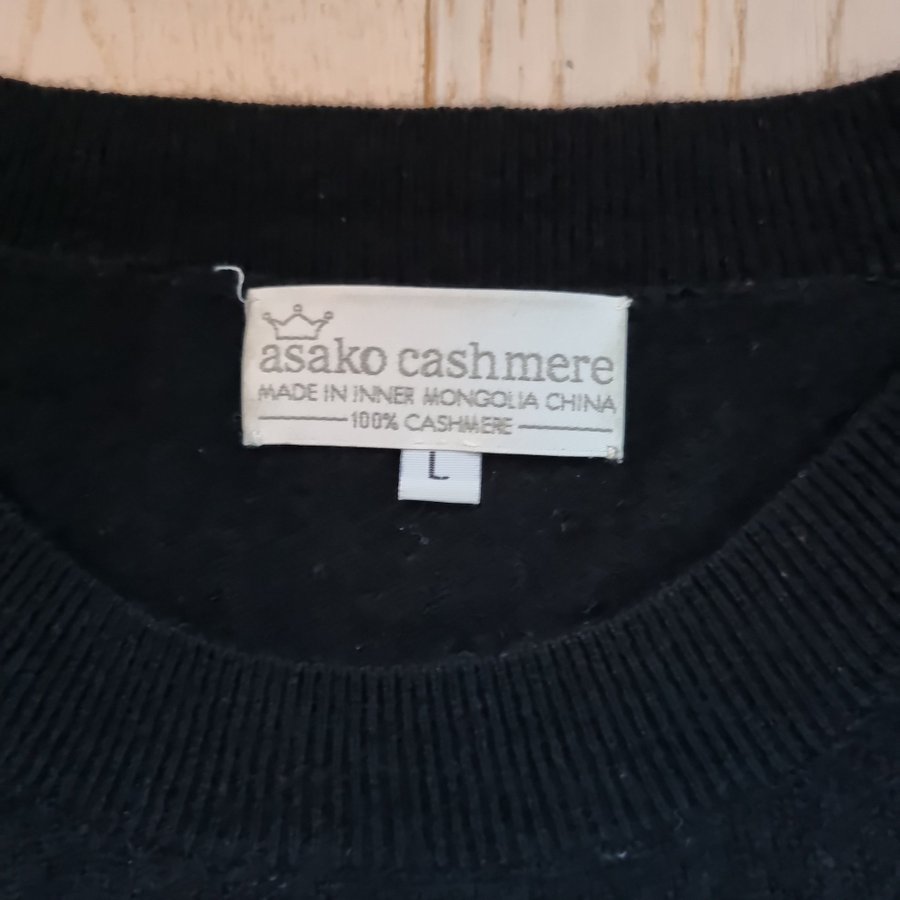 asako cashmere
MADE IN INNER MONGOLIA CHINA
100% CASHMERE
L